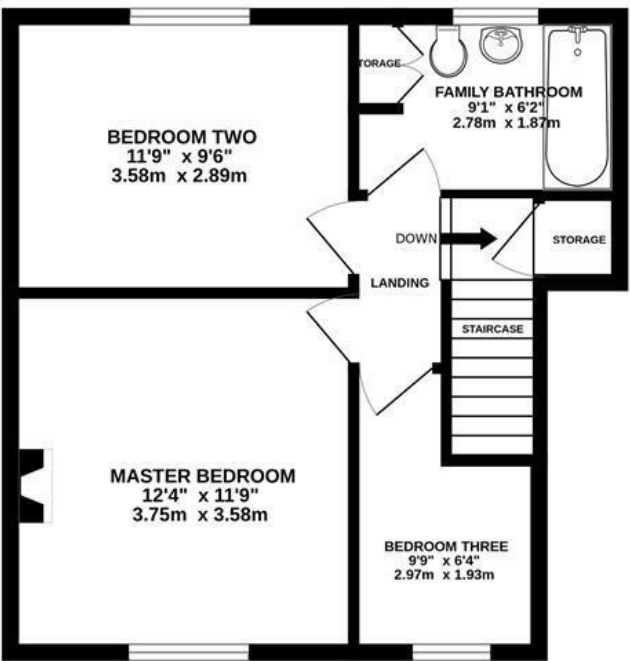 TORAGE
FAMILY BATHROOM
9'1" x 6'2"
2.78m x 1.87m
BEDROOM TWO
11'9" x 9'6"
3.58m x 2.89m
DOWN
STORAGE
LANDING
STAIRCASE
MASTER BEDROOM
12'4" x 11'9"
3.75m x 3.58m
BEDROOM THREE
9'9" x 6'4"
2.97m x 1.93m